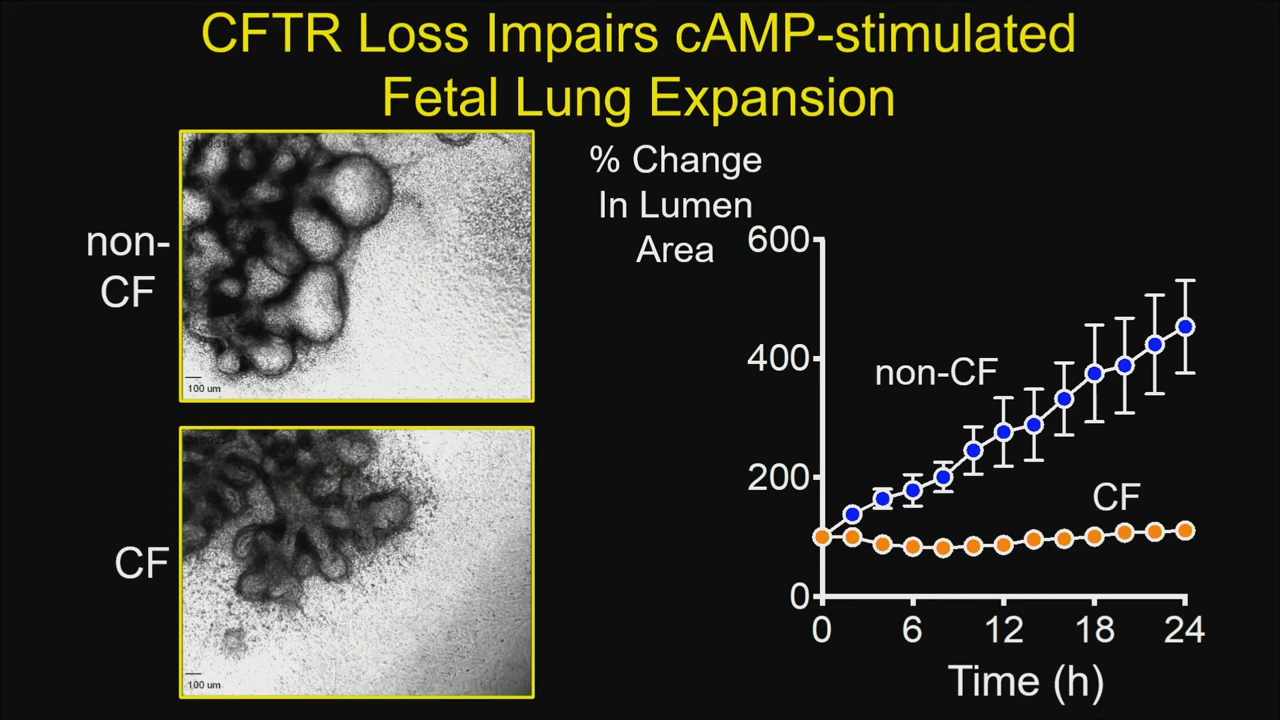 CFTR Loss Impairs cAMP-stimulated
Fetal Lung Expansion
non-
CF
100 um
CF
100 um
% Change
In Lumen
Area
600
400
200
0
non-CF
CF
0 6 12 18 24
Time (h)